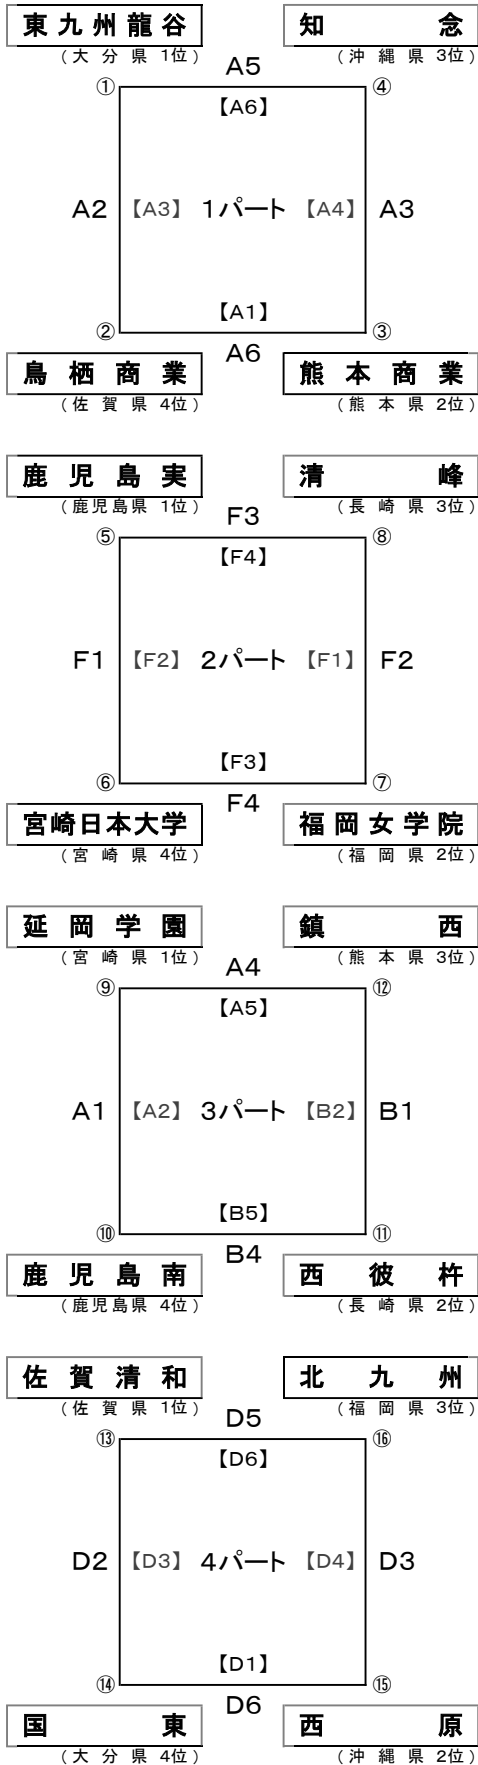 東九州龍谷 知念
(大分県 1位) (沖縄県 3位)
A5
① ④
【A6】
A2 【A3】 1パート 【A4】 A3
【A1】
② ③
A6
鳥栖商業 熊本商業
(佐賀県 4位) (熊本県 2位)
鹿児島実 清峰
(鹿児島県 1位) (長崎県 3位)
F3
⑤ ⑧
【F4】
F1 【F2】 2パート 【F1】 F2
【F3】
⑥ ⑦
F4
宮崎日本大学 福岡女学院
(宮崎県 4位) (福岡県 2位)
延岡学園 鎮西
(宮崎県 1位) (熊本県 3位)
A4
⑨ ⑫
【A5】
A1 【A2】 3パート 【B2】 B1
【B5】
⑩ ⑪
B4
鹿児島南 西彼杵
(鹿児島県 4位) (長崎県 2位)
佐賀清和 北九州
(佐賀県 1位) (福岡県 3位)
D5
⑬ ⑯
【D6】
D2 【D3】 4パート 【D4】 D3
【D1】
⑭ ⑮
D6
国東 西原
(大分県 4位) (沖縄県 2位)